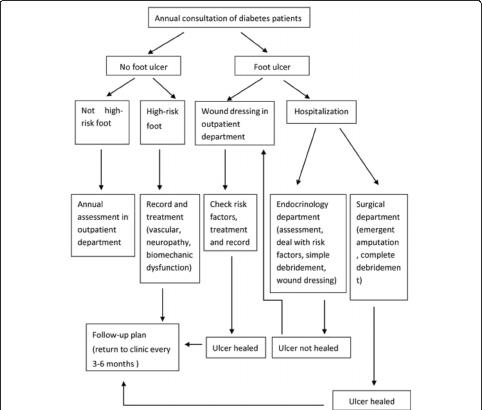 Annual consultation of diabetes patients
No foot ulcer
Foot ulcer
Not high-
risk foot
High-risk
foot
Wound dressing in
outpatient
department
Hospitalization
Annual
assessment in
outpatient
department
Record and
treatment
(vascular,
neuropathy,
biomechanic
dysfunction)
Check risk
factors,
treatment
and record
Endocrinology
department
(assessment,
deal with risk
factors, simple
debridement,
wound dressing)
Surgical
department
(emergent
amputation
, complete
debridemen
t)
Follow-up plan
(return to clinic every
3-6 months )
Ulcer healed
Ulcer not healed
Ulcer healed